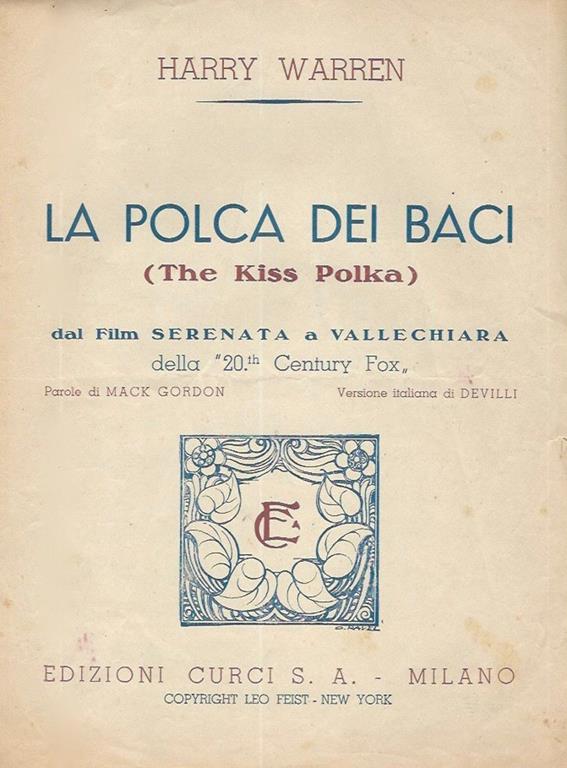 HARRY WARREN
LA POLCA DEI BACI
(The Kiss Polka)
dal Film SERENATA a VALLECHIARA
della "20.th Century Fox„
Parole di MACK GORDON Versione italiana di DEVILLI
EC
EDIZIONI CURCI S. A. - MILANO
COPYRIGHT LEO FEIST - NEW YORK